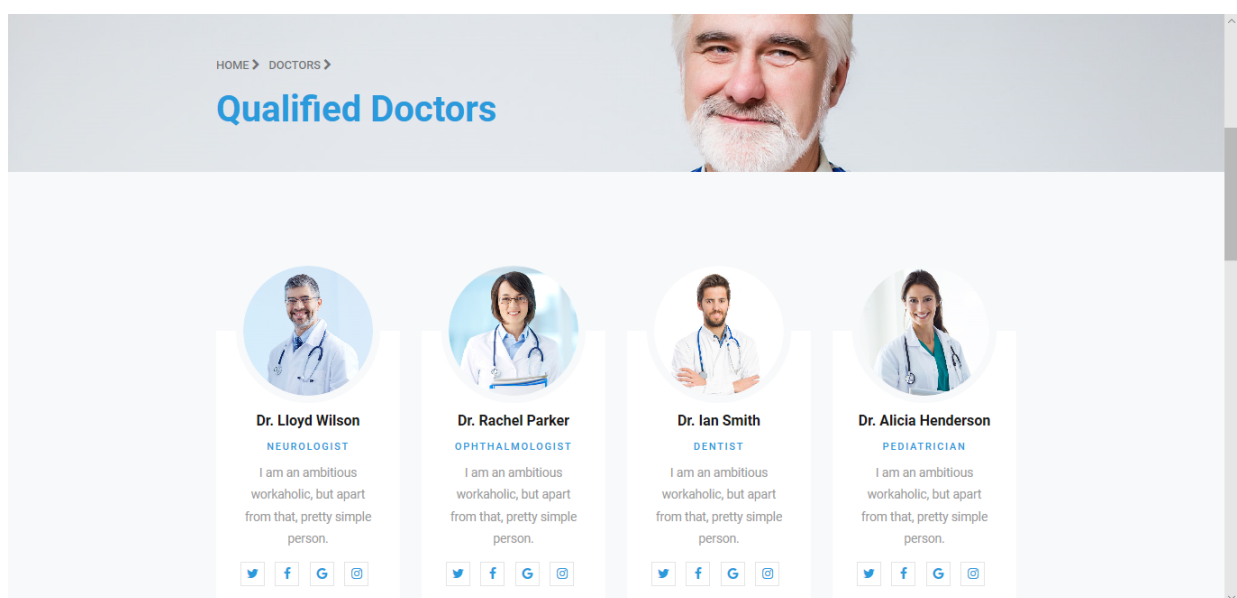 HOME DOCTORS
Qualified Doctors
Dr. Lloyd Wilson
NEUROLOGIST
I am an ambitious
workaholic, but apart
from that, pretty simple
person.
Dr. Rachel Parker
OPHTHALMOLOGIST
I am an ambitious
workaholic, but apart
from that, pretty simple
person.
Dr. Ian Smith
DENTIST
I am an ambitious
workaholic, but apart
from that, pretty simple
person.
Dr. Alicia Henderson
PEDIATRICIAN
I am an ambitious
workaholic, but apart
from that, pretty simple
person.